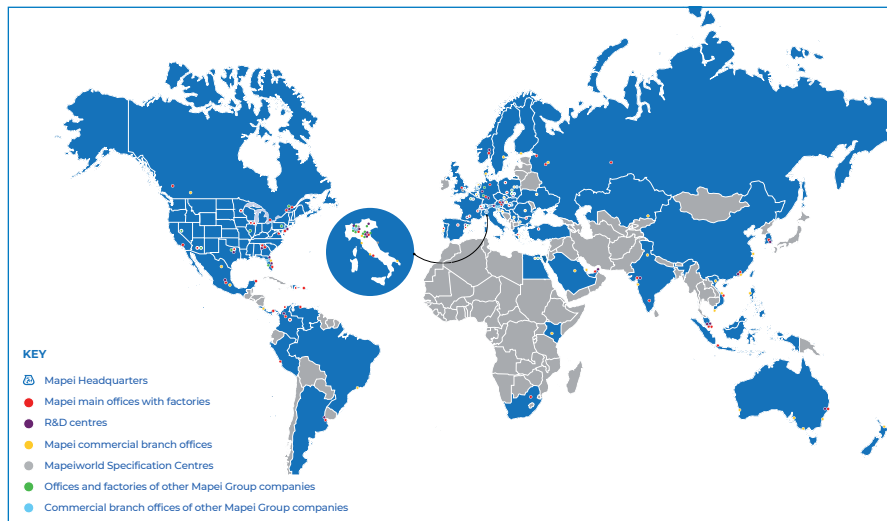 KEY
Mapei Headquarters
Mapei main offices with factories
R&D centres
Mapei commercial branch offices
Mapeiworld Specification Centres
Offices and factories of other Mapei Group companies
Commercial branch offices of other Mapei Group companies